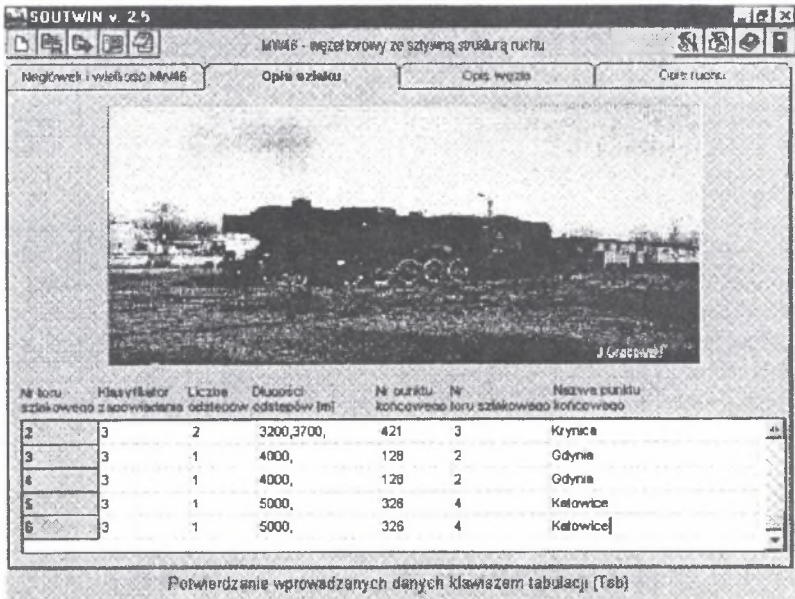 SOUTWIN v. 2.5
MW46 - węzeł torowy ze sztywną strukturą ruchu
Nagłówek i wielkość MW46 Opis szlaku Opis węzła Opis ruchu
Nr toru Klasyfikator Liczba Długości Nr punktu Nr Nazwa punktu
szlakowego zapowiadania odstępów odstępów [m] końcowego toru szlakowego końcowego
2 3 2 3200,3700, 421 3 Krynica
3 3 1 4000, 128 2 Gdynia
4 3 1 4000, 128 2 Gdynia
5 3 1 5000, 326 4 Katowice
6 3 1 5000, 326 4 Katowice
Potwierdzanie wprowadzanych danych klawiszem tabulacji [Tab]